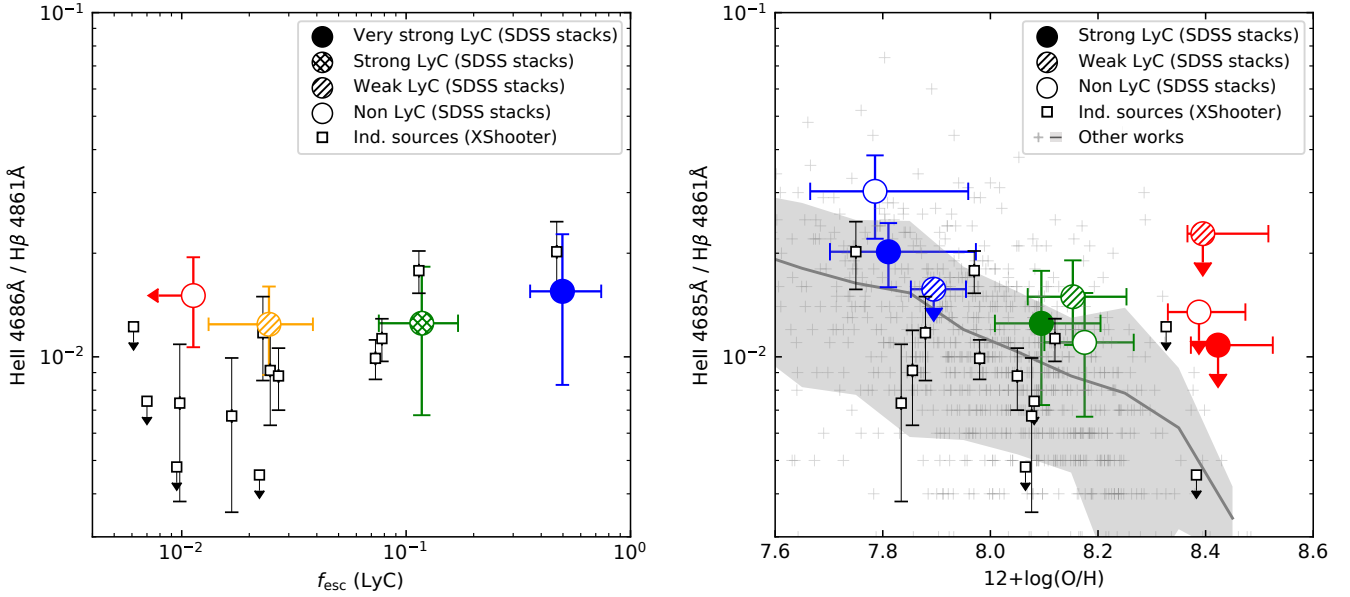 10⁻¹
10⁻²
HeII 4686Å / Hβ 4861Å
Very strong LyC (SDSS stacks)
Strong LyC (SDSS stacks)
Weak LyC (SDSS stacks)
Non LyC (SDSS stacks)
Ind. sources (XShooter)
10⁻² 10⁻¹ 10⁰
f_esc (LyC)
10⁻¹
10⁻²
HeII 4685Å / Hβ 4861Å
Strong LyC (SDSS stacks)
Weak LyC (SDSS stacks)
Non LyC (SDSS stacks)
Ind. sources (XShooter)
Other works
7.6 7.8 8.0 8.2 8.4 8.6
12+log(O/H)